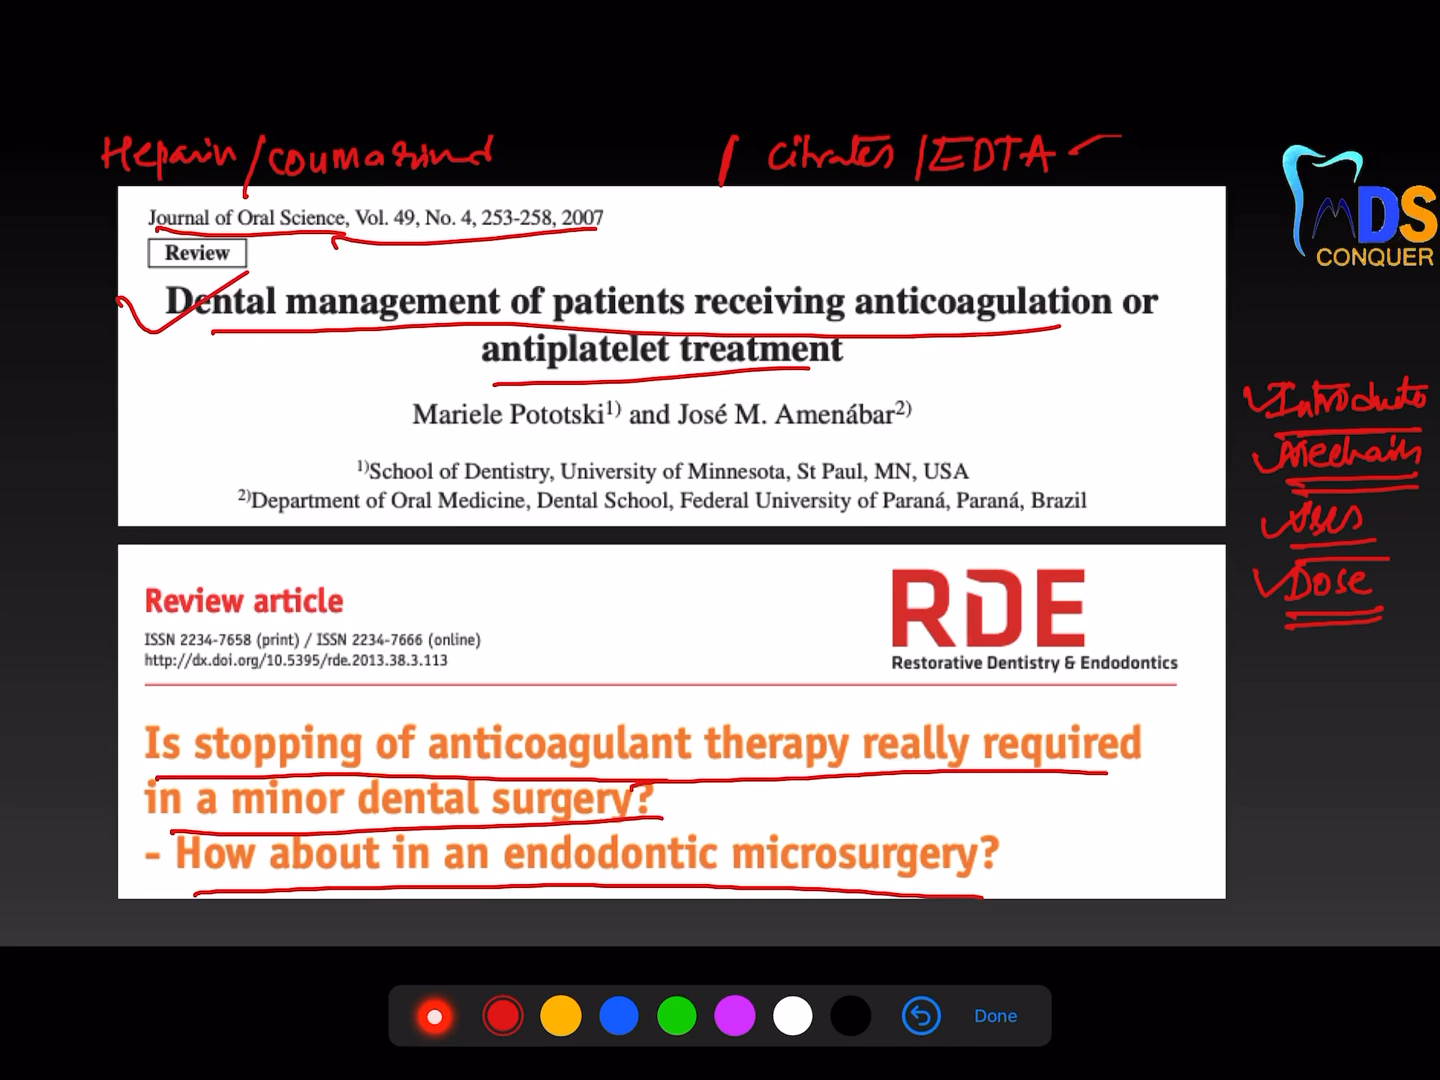 Heparin/coumarind
/ citrates /EDTA
MDS
CONQUER
Journal of Oral Science, Vol. 49, No. 4, 253-258, 2007
Review
Dental management of patients receiving anticoagulation or
antiplatelet treatment
Mariele Pototski1) and José M. Amenábar2)
1)School of Dentistry, University of Minnesota, St Paul, MN, USA
2)Department of Oral Medicine, Dental School, Federal University of Paraná, Paraná, Brazil
Introducto
Uses
Dose
Review article
ISSN 2234-7658 (print) / ISSN 2234-7666 (online)
http://dx.doi.org/10.5395/rde.2013.38.3.113
RDE
Restorative Dentistry & Endodontics
Is stopping of anticoagulant therapy really required
in a minor dental surgery?
- How about in an endodontic microsurgery?
Done